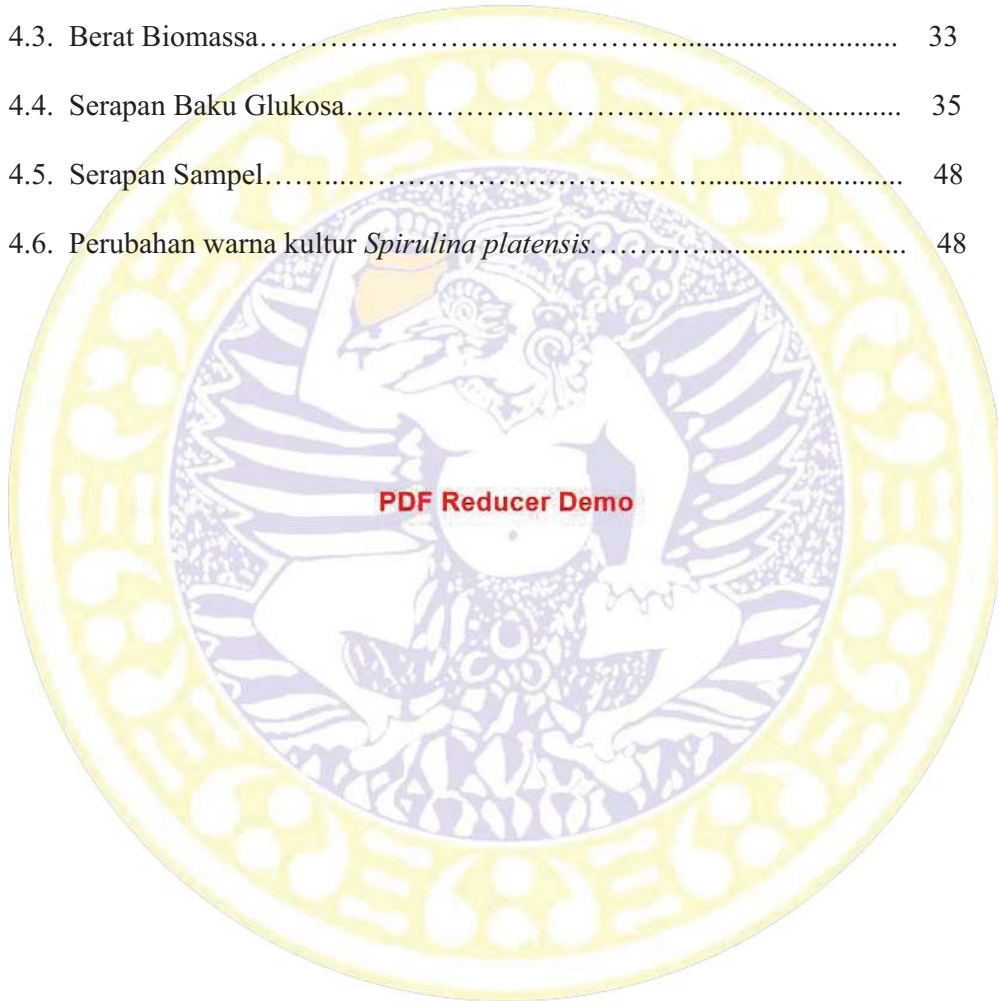 4.3. Berat Biomassa……………………………………….............................. 33
4.4. Serapan Baku Glukosa………………………………...……................... 35
4.5. Serapan Sampel……...………………………………...……................... 48
4.6. Perubahan warna kultur Spirulina platensis……...…........................... 48
PDF Reducer Demo